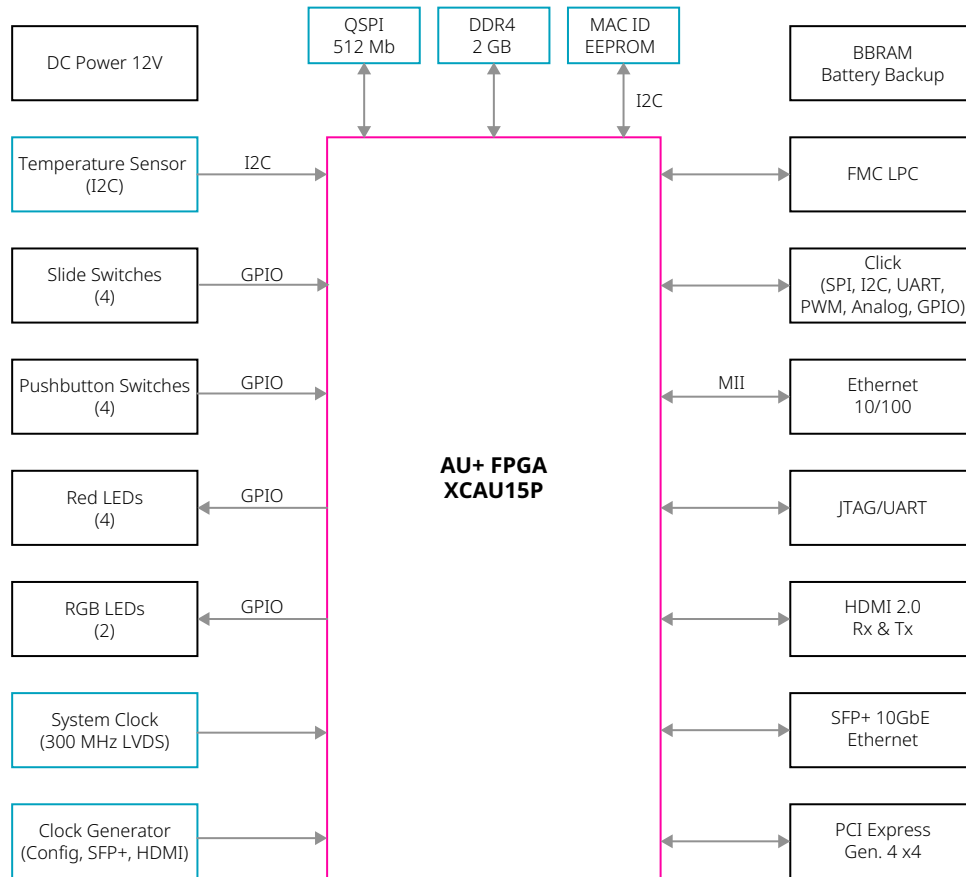 QSPI
512 Mb
DDR4
2 GB
MAC ID
EEPROM
DC Power 12V
BBRAM
Battery Backup
I2C
Temperature Sensor
(I2C)
I2C
FMC LPC
Slide Switches
(4)
GPIO
Click
(SPI, I2C, UART,
PWM, Analog, GPIO)
Pushbutton Switches
(4)
GPIO
MII
Ethernet
10/100
AU+ FPGA
XCAU15P
Red LEDs
(4)
GPIO
JTAG/UART
RGB LEDs
(2)
GPIO
HDMI 2.0
Rx & Tx
System Clock
(300 MHz LVDS)
SFP+ 10GbE
Ethernet
Clock Generator
(Config, SFP+, HDMI)
PCI Express
Gen. 4 x4